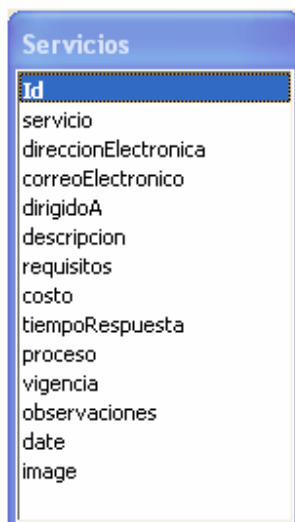 Servicios
Id
servicio
direccionElectronica
correoElectronico
dirigidoA
descripcion
requisitos
costo
tiempoRespuesta
proceso
vigencia
observaciones
date
image